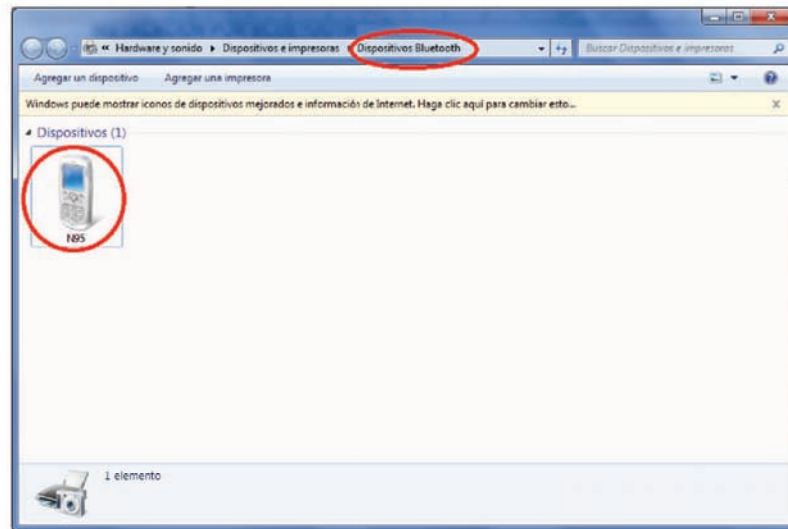 « Hardware y sonido ▸ Dispositivos e impresoras ▸ Dispositivos Bluetooth
Buscar Dispositivos e impresoras
Agregar un dispositivo Agregar una impresora
Windows puede mostrar iconos de dispositivos mejorados e información de Internet. Haga clic aquí para cambiar esto...
Dispositivos (1)
N95
1 elemento